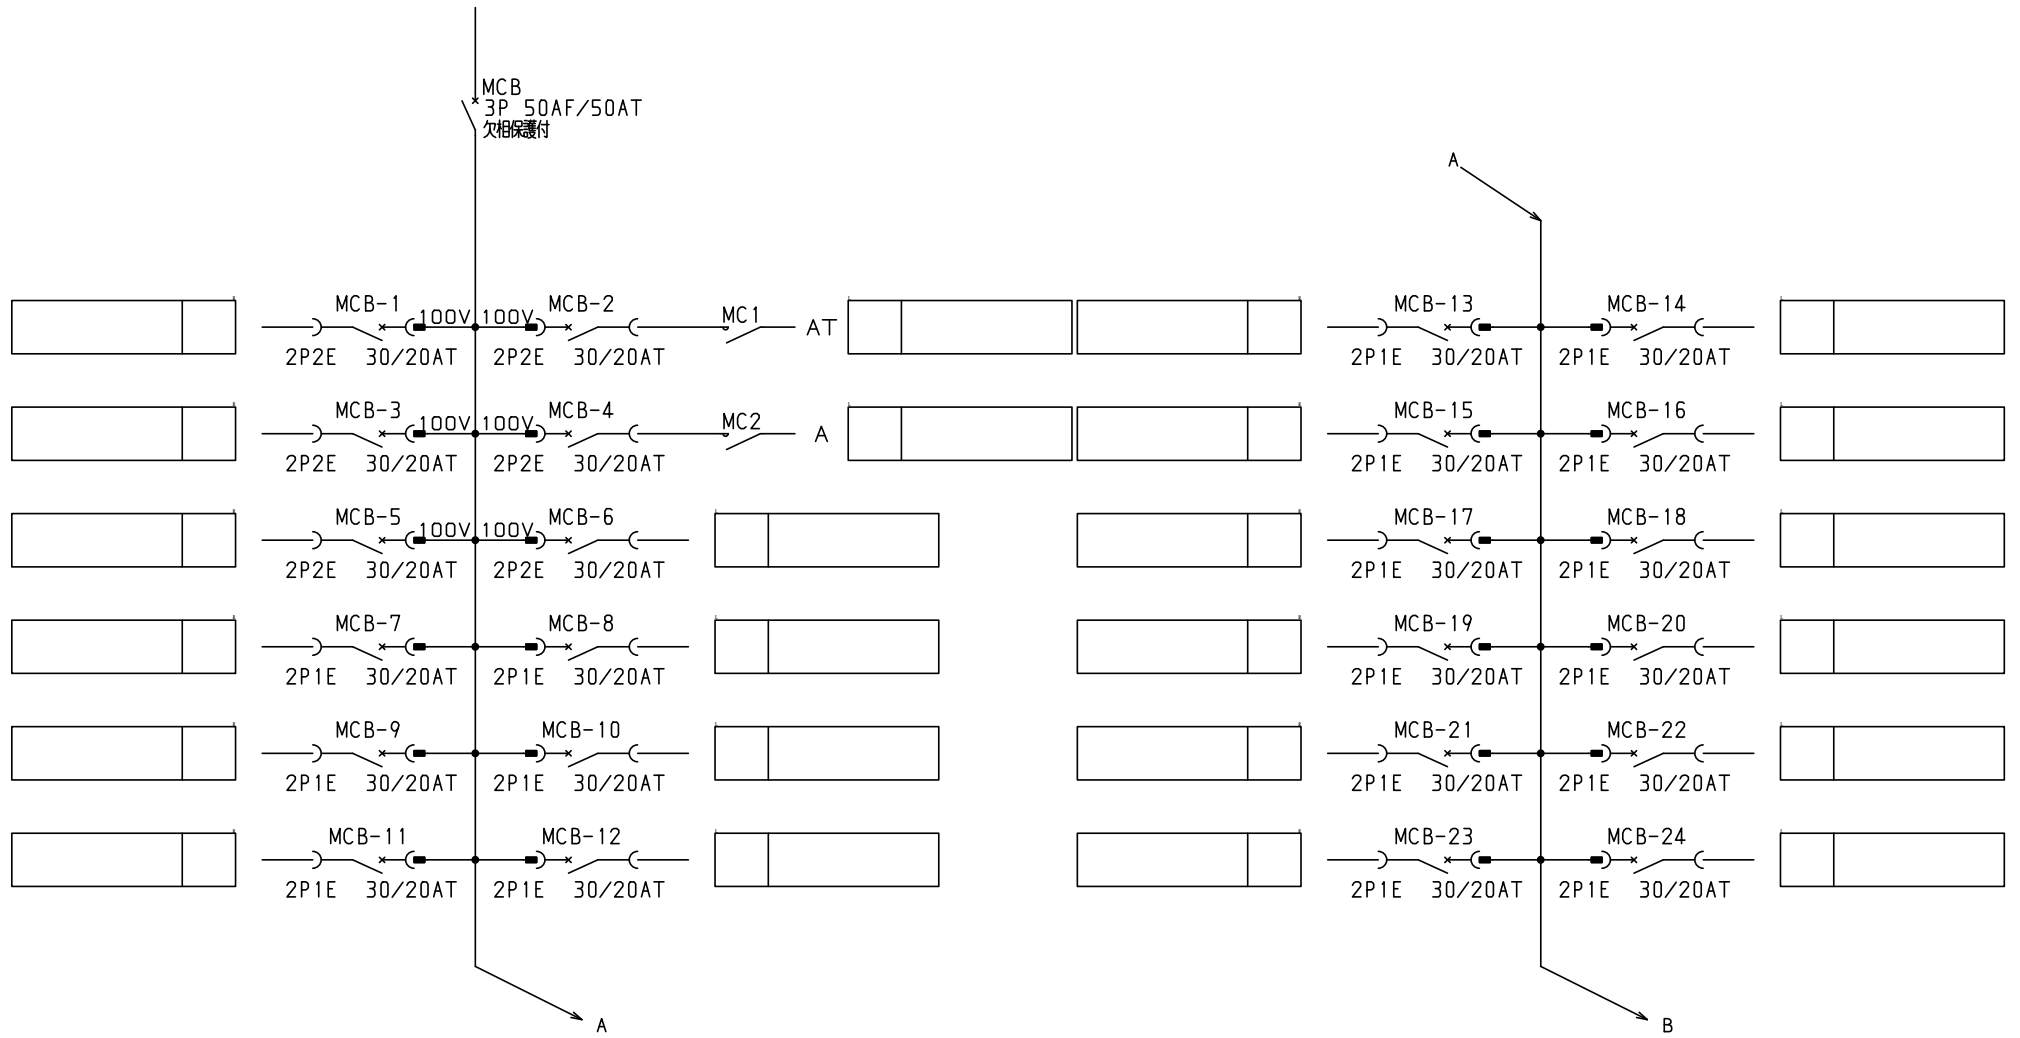 MCB
3P 50AF/50AT
欠相保護付
MCB-1 100V 100V MCB-2 MC1 AT
2P2E 30/20AT 2P2E 30/20AT
MCB-3 100V 100V MCB-4 MC2 A
2P2E 30/20AT 2P2E 30/20AT
MCB-5 100V 100V MCB-6
2P2E 30/20AT 2P2E 30/20AT
MCB-7 MCB-8
2P1E 30/20AT 2P1E 30/20AT
MCB-9 MCB-10
2P1E 30/20AT 2P1E 30/20AT
MCB-11 MCB-12
2P1E 30/20AT 2P1E 30/20AT
A
A
MCB-13 MCB-14
2P1E 30/20AT 2P1E 30/20AT
MCB-15 MCB-16
2P1E 30/20AT 2P1E 30/20AT
MCB-17 MCB-18
2P1E 30/20AT 2P1E 30/20AT
MCB-19 MCB-20
2P1E 30/20AT 2P1E 30/20AT
MCB-21 MCB-22
2P1E 30/20AT 2P1E 30/20AT
MCB-23 MCB-24
2P1E 30/20AT 2P1E 30/20AT
B